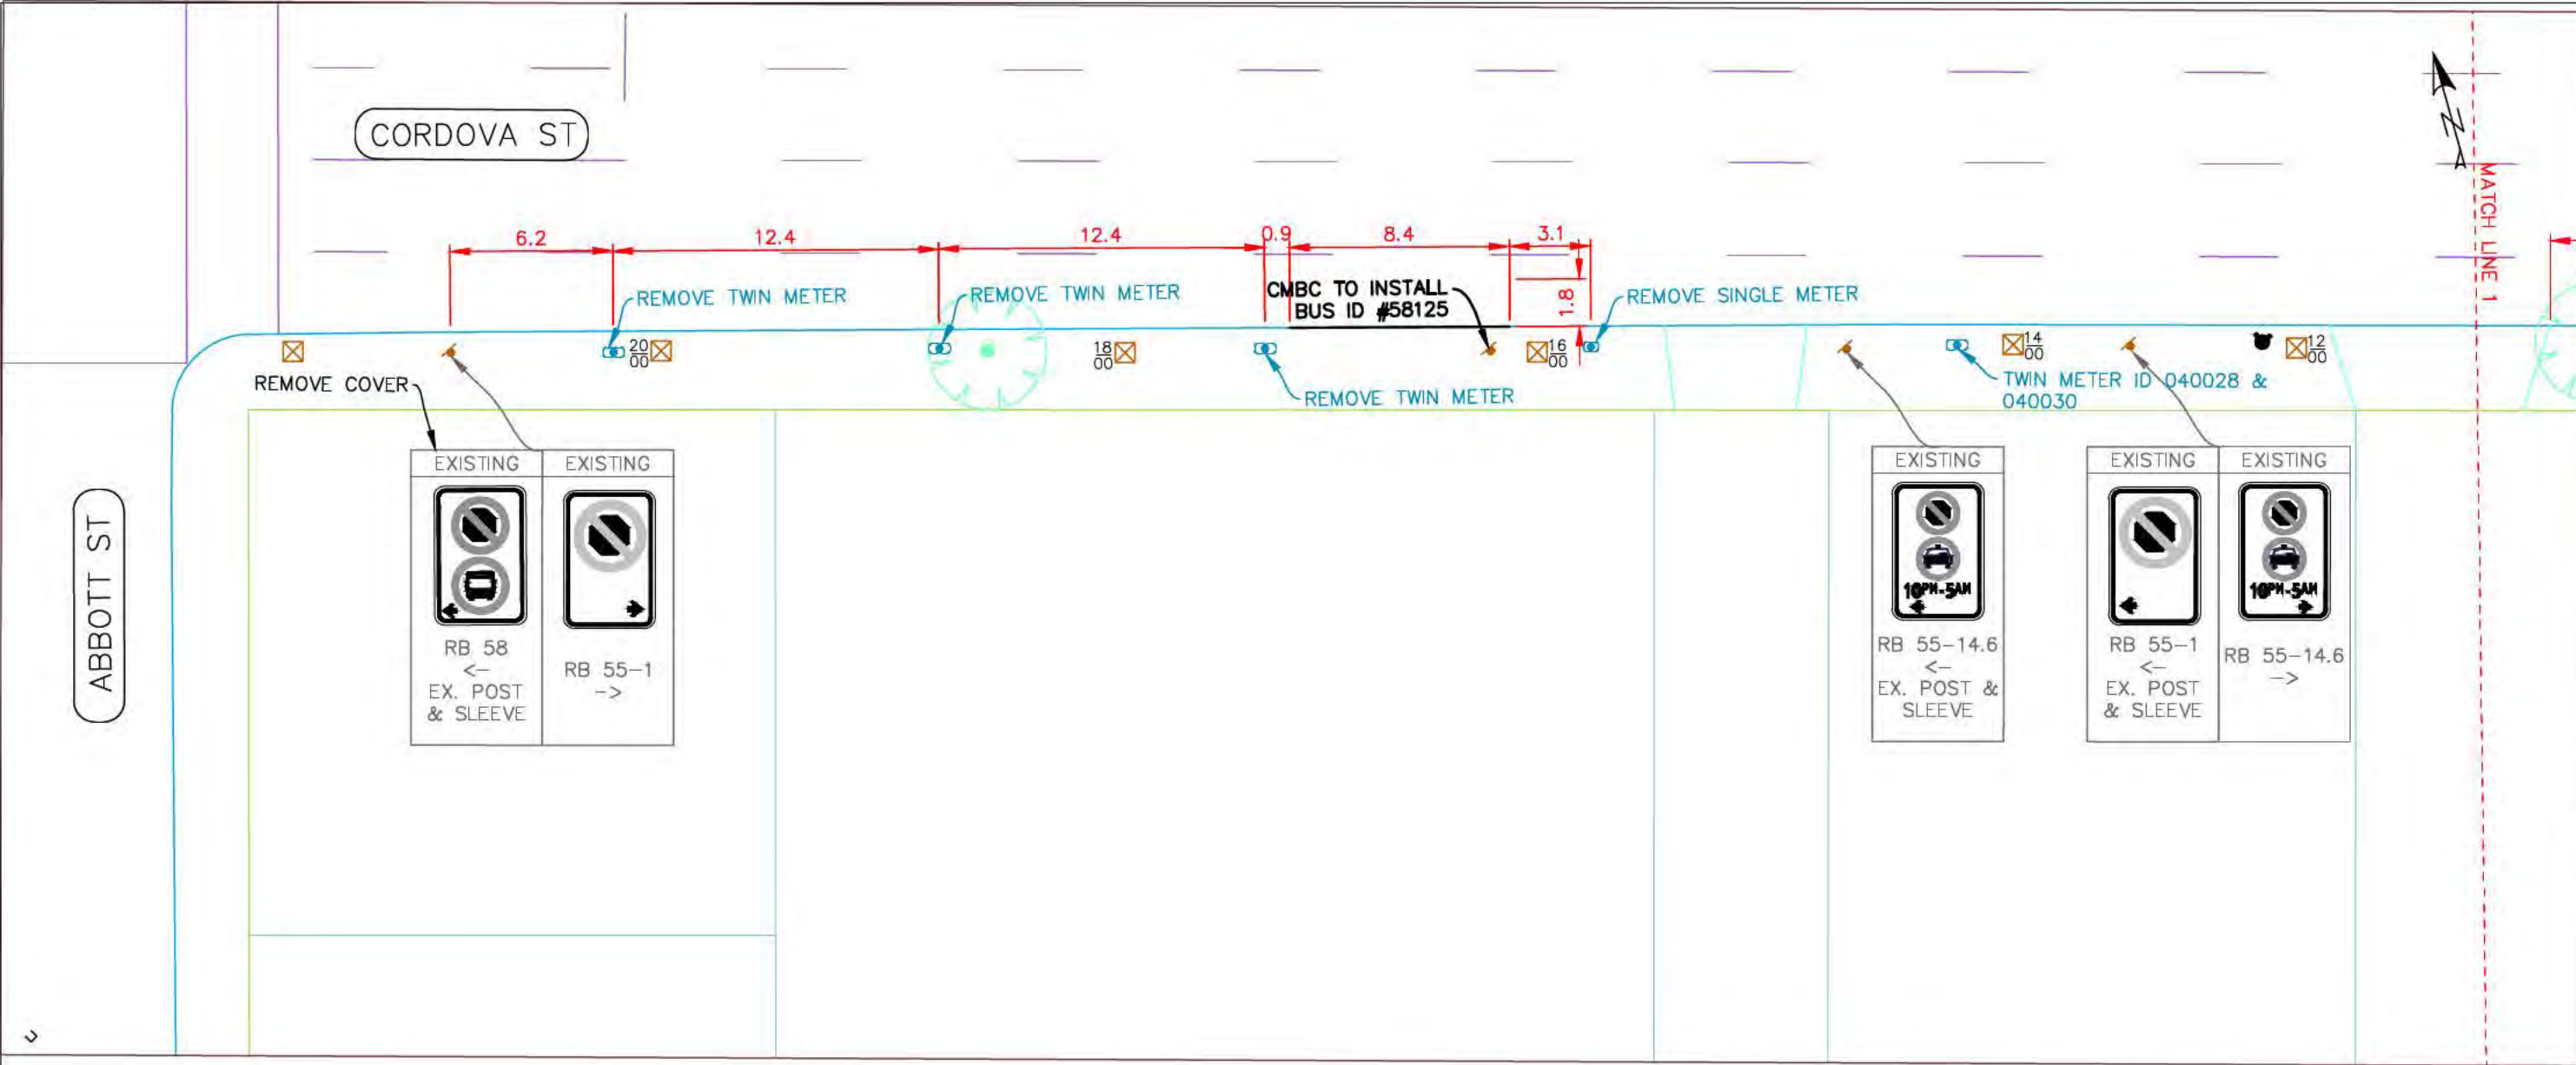 CORDOVA ST
N
MATCH LINE 1
6.2
12.4
12.4
0.9
8.4
3.1
1.8
REMOVE TWIN METER
REMOVE TWIN METER
CMBC TO INSTALL
BUS ID #58125
REMOVE SINGLE METER
20
00
18
00
16
00
14
00
12
00
REMOVE COVER
REMOVE TWIN METER
TWIN METER ID 040028 &
040030
ABBOTT ST
EXISTING
RB 58
<-
EX. POST
& SLEEVE
EXISTING
RB 55-1
->
EXISTING
10PM-5AM
RB 55-14.6
<-
EX. POST &
SLEEVE
EXISTING
RB 55-1
<-
EX. POST
& SLEEVE
EXISTING
10PM-5AM
RB 55-14.6
->